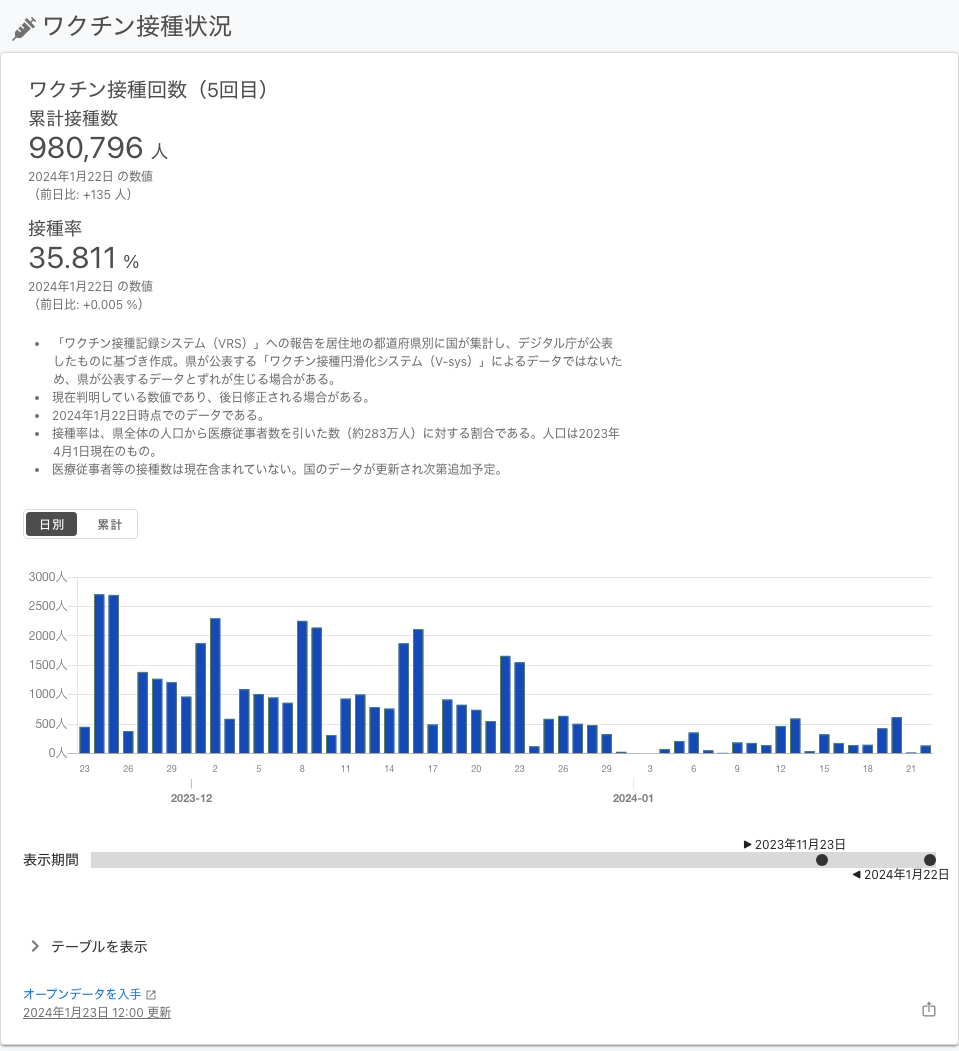 ワクチン接種状況
ワクチン接種回数（5回目）
累計接種数
980,796 人
2024年1月22日 の数値
（前日比: +135 人）
接種率
35.811 %
2024年1月22日 の数値
（前日比: +0.005 %）
• 「ワクチン接種記録システム（VRS）」への報告を居住地の都道府県別に国が集計し、デジタル庁が公表
したものに基づき作成。県が公表する「ワクチン接種円滑化システム（V-sys）」によるデータではないた
め、県が公表するデータとずれが生じる場合がある。
• 現在判明している数値であり、後日修正される場合がある。
• 2024年1月22日時点でのデータである。
• 接種率は、県全体の人口から医療従事者数を引いた数（約283万人）に対する割合である。人口は2023年
4月1日現在のもの。
• 医療従事者等の接種数は現在含まれていない。国のデータが更新され次第追加予定。
日別 累計
3000人
2500人
2000人
1500人
1000人
500人
0人
23 26 29 2 5 8 11 14 17 20 23 26 29 3 6 9 12 15 18 21
2023-12 2024-01
2023年11月23日
表示期間
2024年1月22日
テーブルを表示
オープンデータを入手
2024年1月23日 12:00 更新